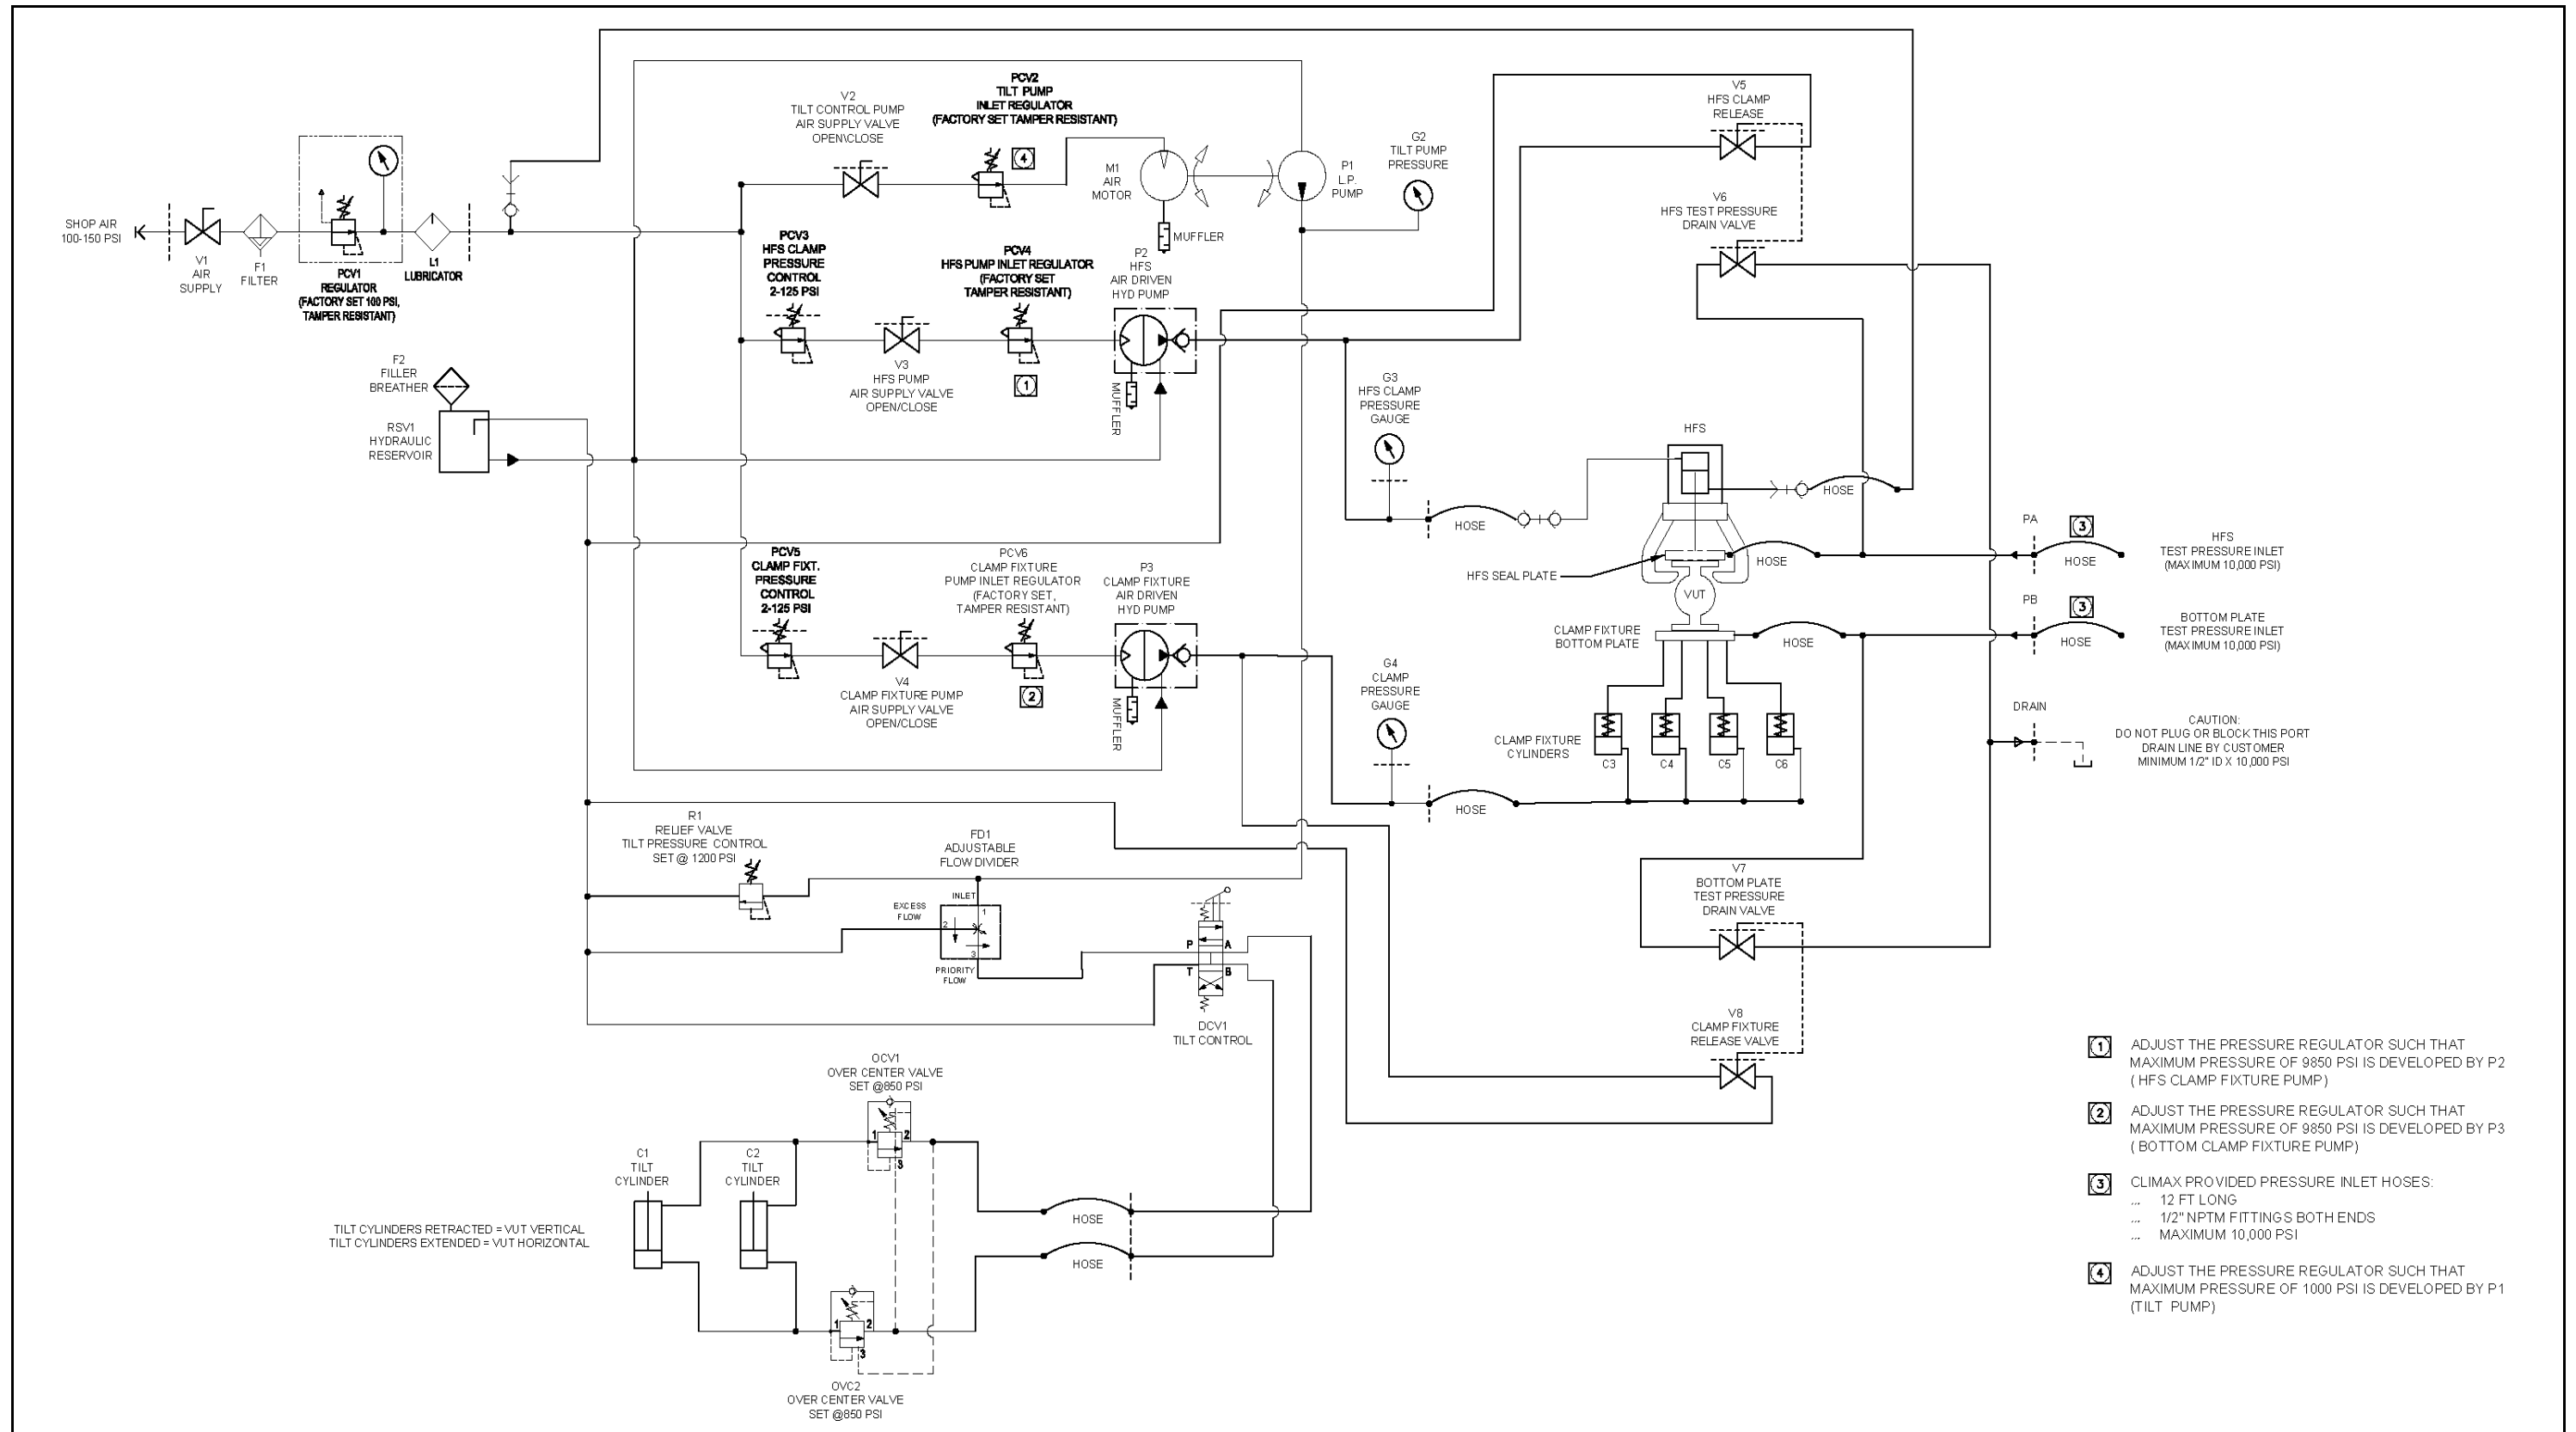 V2
TILT CONTROL PUMP
AIR SUPPLY VALVE
OPEN\CLOSE
PCV2
TILT PUMP
INLET REGULATOR
(FACTORY SET TAMPER RESISTANT)
4
M1
AIR
MOTOR
MUFFLER
P1
L.P.
PUMP
G2
TILT PUMP
PRESSURE
V5
HFS CLAMP
RELEASE
V6
HFS TEST PRESSURE
DRAIN VALVE
SHOP AIR
100-150 PSI
V1
AIR
SUPPLY
F1
FILTER
PCV1
REGULATOR
(FACTORY SET 100 PSI,
TAMPER RESISTANT)
L1
LUBRICATOR
PCV3
HFS CLAMP
PRESSURE
CONTROL
2-125 PSI
V3
HFS PUMP
AIR SUPPLY VALVE
OPEN/CLOSE
PCV4
HFS PUMP INLET REGULATOR
(FACTORY SET
TAMPER RESISTANT)
1
P2
HFS
AIR DRIVEN
HYD PUMP
MUFFLER
F2
FILLER
BREATHER
RSV1
HYDRAULIC
RESERVOIR
G3
HFS CLAMP
PRESSURE
GAUGE
HOSE
HFS
HOSE
HOSE
HFS SEAL PLATE
VUT
PA
3
HOSE
HFS
TEST PRESSURE INLET
(MAXIMUM 10,000 PSI)
PB
3
HOSE
BOTTOM PLATE
TEST PRESSURE INLET
(MAXIMUM 10,000 PSI)
CLAMP FIXTURE
BOTTOM PLATE
HOSE
PCV5
CLAMP FIXT.
PRESSURE
CONTROL
2-125 PSI
V4
CLAMP FIXTURE PUMP
AIR SUPPLY VALVE
OPEN/CLOSE
PCV6
CLAMP FIXTURE
PUMP INLET REGULATOR
(FACTORY SET,
TAMPER RESISTANT)
2
P3
CLAMP FIXTURE
AIR DRIVEN
HYD PUMP
MUFFLER
G4
CLAMP
PRESSURE
GAUGE
HOSE
CLAMP FIXTURE
CYLINDERS
C3
C4
C5
C6
DRAIN
CAUTION:
DO NOT PLUG OR BLOCK THIS PORT
DRAIN LINE BY CUSTOMER
MINIMUM 1/2" ID X 10,000 PSI
R1
RELIEF VALVE
TILT PRESSURE CONTROL
SET @ 1200 PSI
FD1
ADJUSTABLE
FLOW DIVIDER
INLET
EXCESS
FLOW
1
2
3
PRIORITY
FLOW
P
A
T
B
DCV1
TILT CONTROL
V7
BOTTOM PLATE
TEST PRESSURE
DRAIN VALVE
V8
CLAMP FIXTURE
RELEASE VALVE
OCV1
OVER CENTER VALVE
SET @850 PSI
1
2
3
C1
TILT
CYLINDER
C2
TILT
CYLINDER
TILT CYLINDERS RETRACTED = VUT VERTICAL
TILT CYLINDERS EXTENDED = VUT HORIZONTAL
HOSE
HOSE
1
2
3
OVC2
OVER CENTER VALVE
SET @850 PSI
1 ADJUST THE PRESSURE REGULATOR SUCH THAT
MAXIMUM PRESSURE OF 9850 PSI IS DEVELOPED BY P2
( HFS CLAMP FIXTURE PUMP)
2 ADJUST THE PRESSURE REGULATOR SUCH THAT
MAXIMUM PRESSURE OF 9850 PSI IS DEVELOPED BY P3
( BOTTOM CLAMP FIXTURE PUMP)
3 CLIMAX PROVIDED PRESSURE INLET HOSES:
... 12 FT LONG
... 1/2" NPTM FITTINGS BOTH ENDS
... MAXIMUM 10,000 PSI
4 ADJUST THE PRESSURE REGULATOR SUCH THAT
MAXIMUM PRESSURE OF 1000 PSI IS DEVELOPED BY P1
(TILT PUMP)